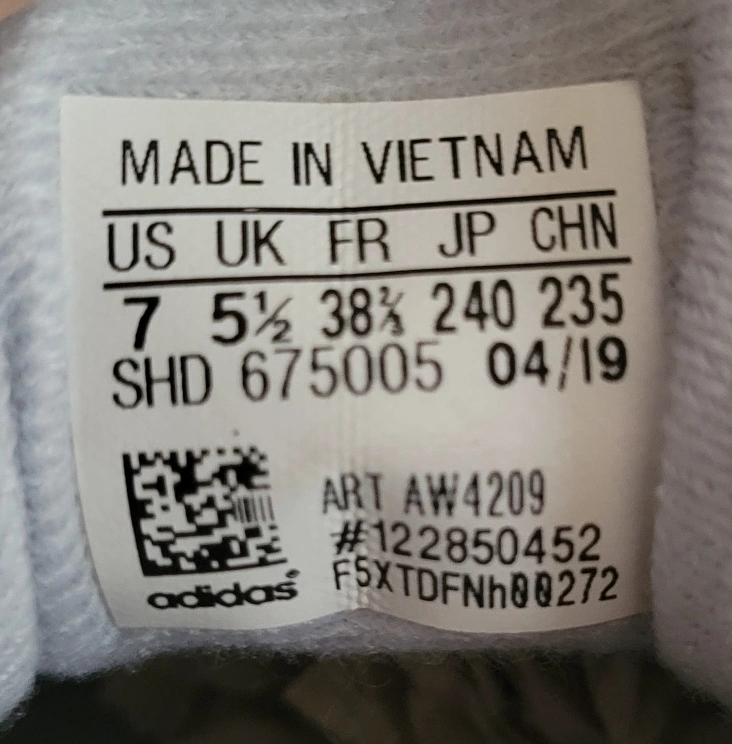 MADE IN VIETNAM
US UK FR JP CHN
7 5½ 38⅔ 240 235
SHD 675005 04/19
ART AW4209
#122850452
F5XTDFNh00272
adidas